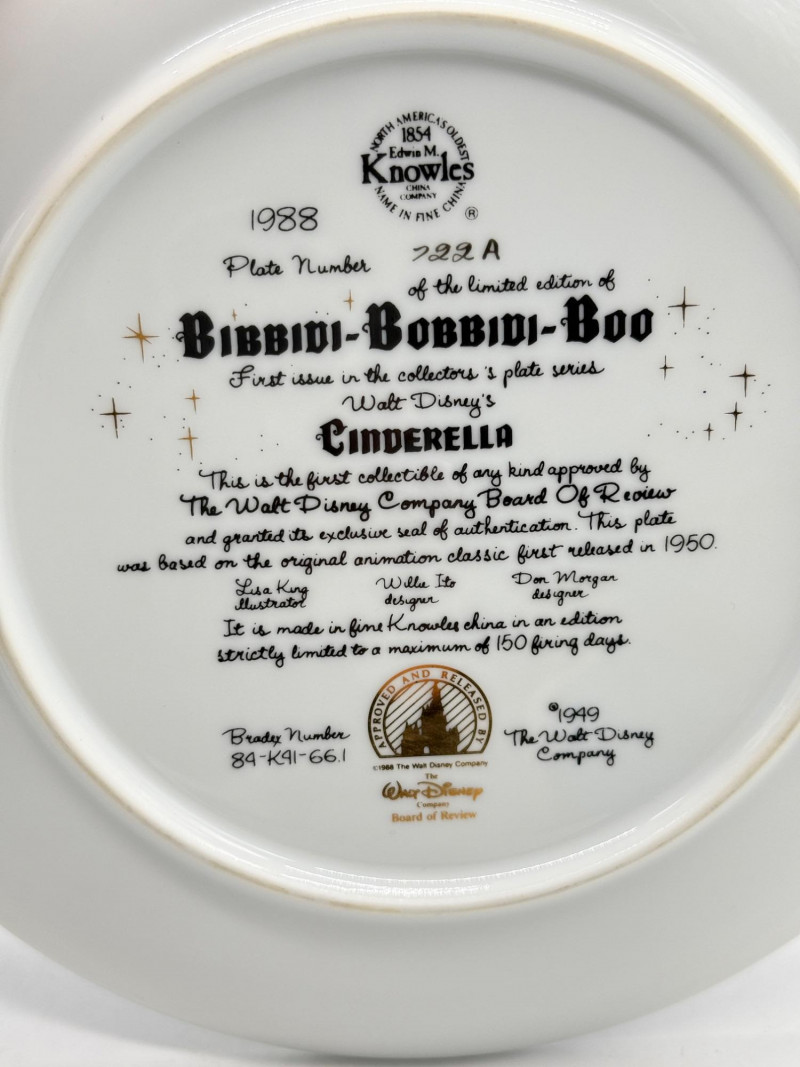 NORTH AMERICA'S OLDEST
1854
Edwin M.
Knowles
CHINA
COMPANY
NAME IN FINE CHINA
®
1988
Plate Number 722 A
of the limited edition of
BIBBIDI-BOBBIDI-BOO
First issue in the collectors's plate series
Walt Disney's
CINDERELLA
This is the first collectible of any kind approved by
The Walt Disney Company Board Of Review
and granted its exclusive seal of authentication. This plate
was based on the original animation classic first released in 1950.
Lisa King Willie Ito Don Morgan
illustrator designer designer
It is made in fine Knowles china in an edition
strictly limited to a maximum of 150 firing days.
APPROVED AND RELEASED BY
Bradex Number
84-K41-66.1
©1949
The Walt Disney
Company
©1988 The Walt Disney Company
The
Walt Disney
Company
Board of Review